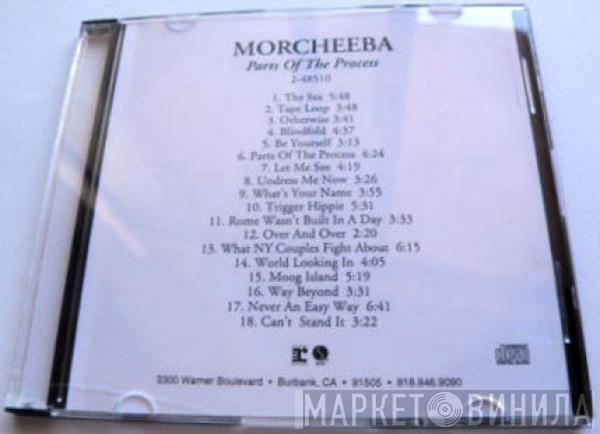 MORCHEEBA
Parts Of The Process
2-48510
1. The Sea 5:48
2. Tape Loop 3:48
3. Otherwise 3:41
4. Blindfold 4:37
5. Be Yourself 3:13
6. Parts Of The Process 4:24
7. Let Me See 4:19
8. Undress Me Now 3:26
9. What's Your Name 3:55
10. Trigger Hippie 5:31
11. Rome Wasn't Built In A Day 3:33
12. Over And Over 2:20
13. What NY Couples Fight About 6:15
14. World Looking In 4:05
15. Moog Island 5:19
16. Way Beyond 3:31
17. Never An Easy Way 6:41
18. Can't Stand It 3:22
3300 Warner Boulevard • Burbank, CA • 91505 • 818.846.9090
МАРКЕТ ВИНИЛА